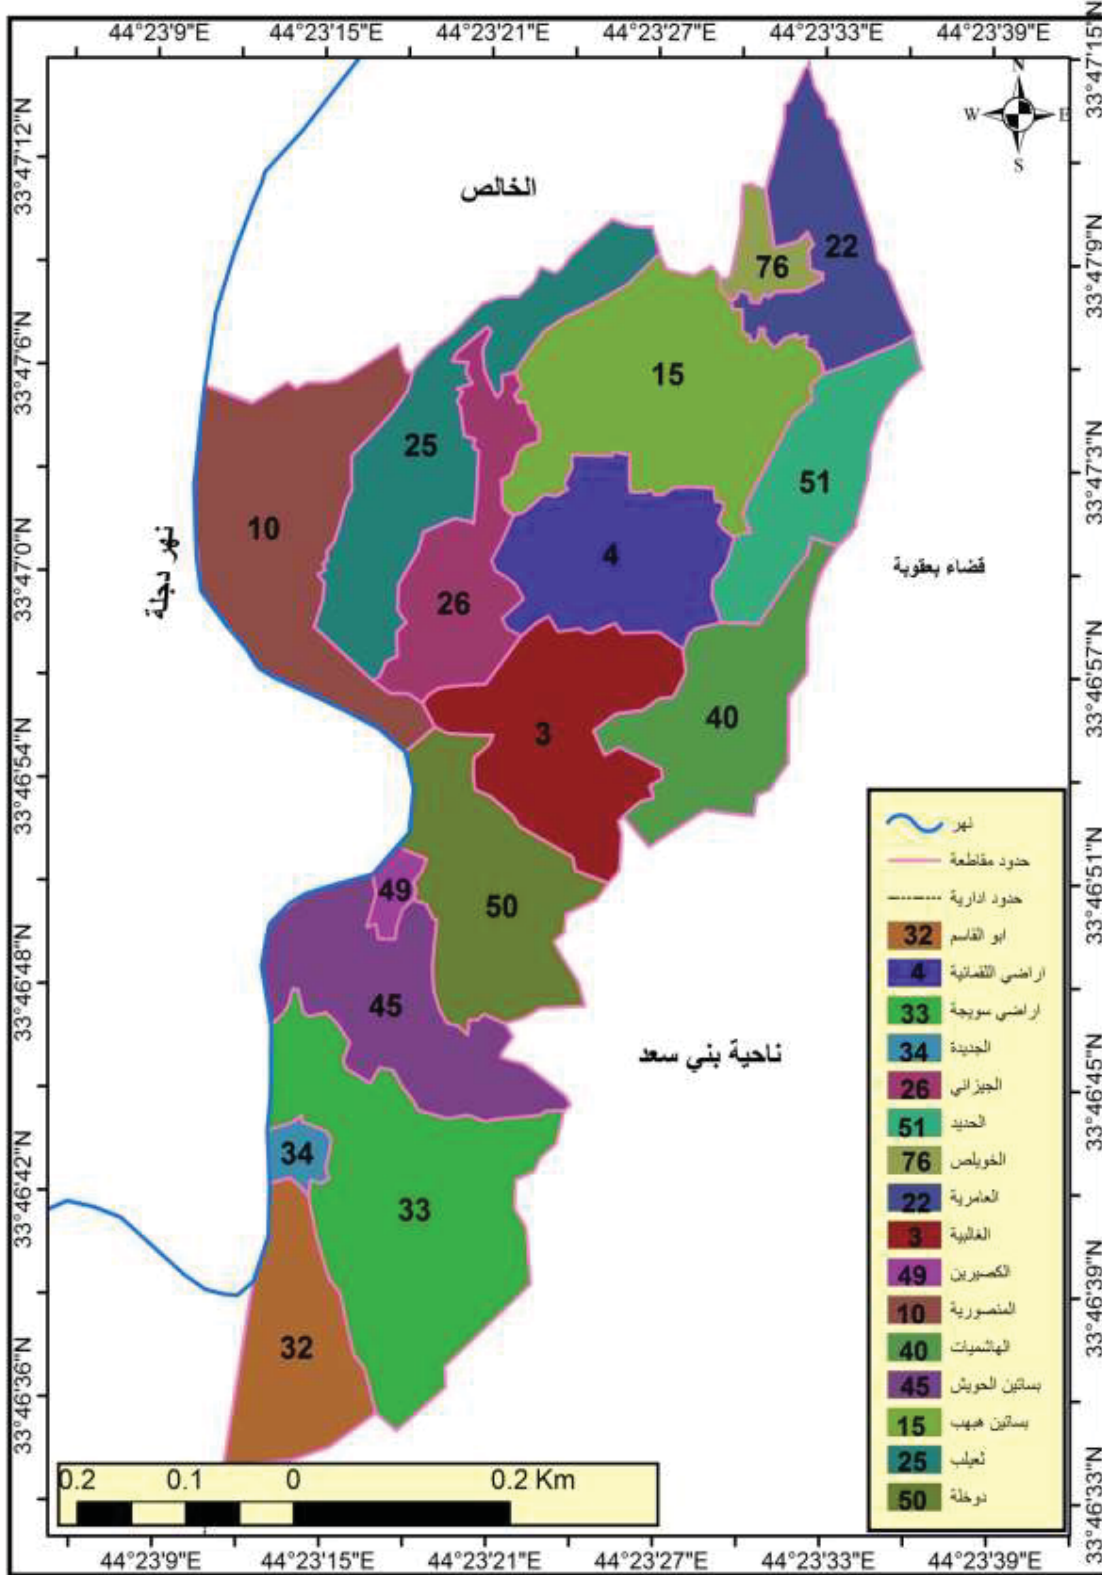 44°23'9"E 44°23'15"E 44°23'21"E 44°23'27"E 44°23'33"E 44°23'39"E
33°47'15"N
33°47'12"N
33°47'9"N
33°47'6"N
33°47'3"N
33°47'0"N
33°46'57"N
33°46'54"N
33°46'51"N
33°46'48"N
33°46'45"N
33°46'42"N
33°46'39"N
33°46'36"N
33°46'33"N
N
W E
S
الخالص
22
76
15
25
51
10
4
قضاء بعقوبة
نهر دجلة
26
40
3
49
50
45
ناحية بني سعد
34
33
32
نهر
حدود مقاطعة
حدود ادارية
32 ابو القاسم
4 اراضي اللقمانية
33 اراضي سويجة
34 الجديدة
26 الجيزاني
51 الحديد
76 الخويلص
22 العامرية
3 الغالبية
49 الكصيرين
10 المنصورية
40 الهاشميات
45 بساتين الحويش
15 بساتين هبهب
25 ثعيلب
50 دوخلة
0.2 0.1 0 0.2 Km
44°23'9"E 44°23'15"E 44°23'21"E 44°23'27"E 44°23'33"E 44°23'39"E